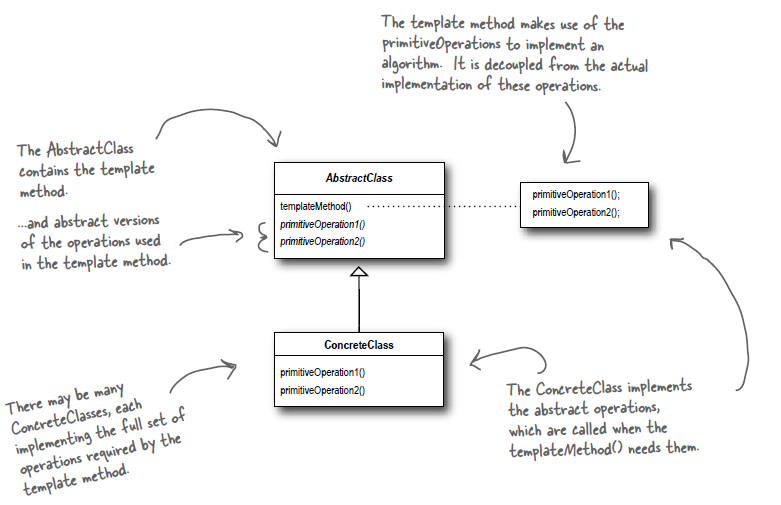 The template method makes use of the
primitiveOperations to implement an
algorithm. It is decoupled from the actual
implementation of these operations.
The AbstractClass
contains the template
method.
...and abstract versions
of the operations used
in the template method.
AbstractClass
templateMethod()
primitiveOperation1()
primitiveOperation2()
primitiveOperation1();
primitiveOperation2();
ConcreteClass
primitiveOperation1()
primitiveOperation2()
There may be many
ConcreteClasses, each
implementing the full set of
operations required by the
template method.
The ConcreteClass implements
the abstract operations,
which are called when the
templateMethod() needs them.